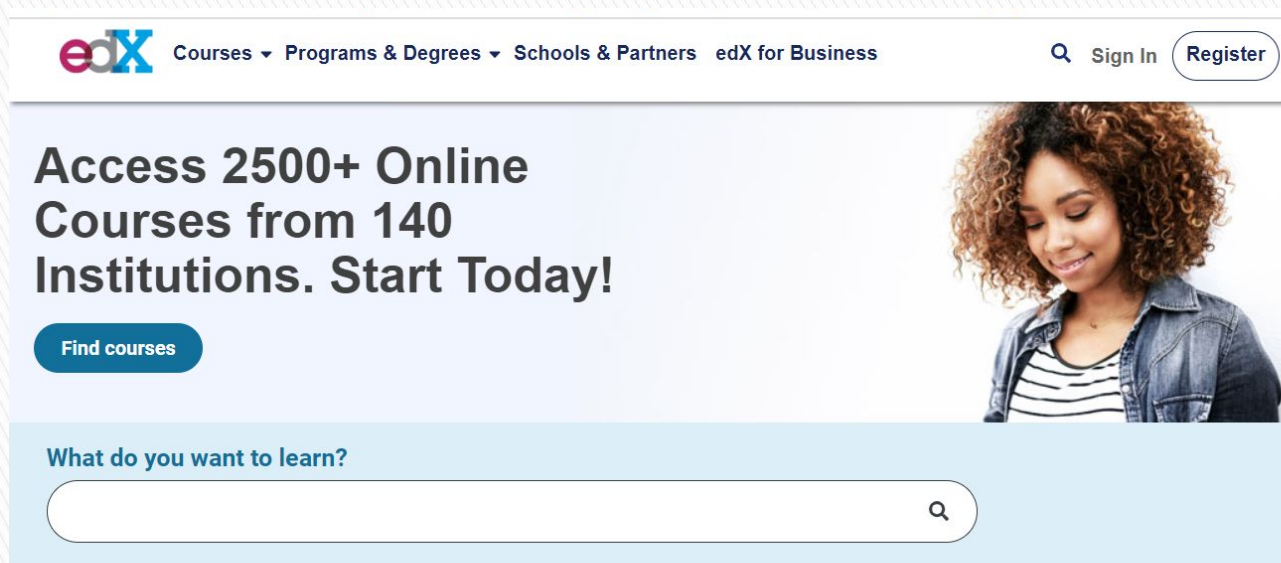 edX Courses Programs & Degrees Schools & Partners edX for Business Sign In Register
Access 2500+ Online
Courses from 140
Institutions. Start Today!
Find courses
What do you want to learn?